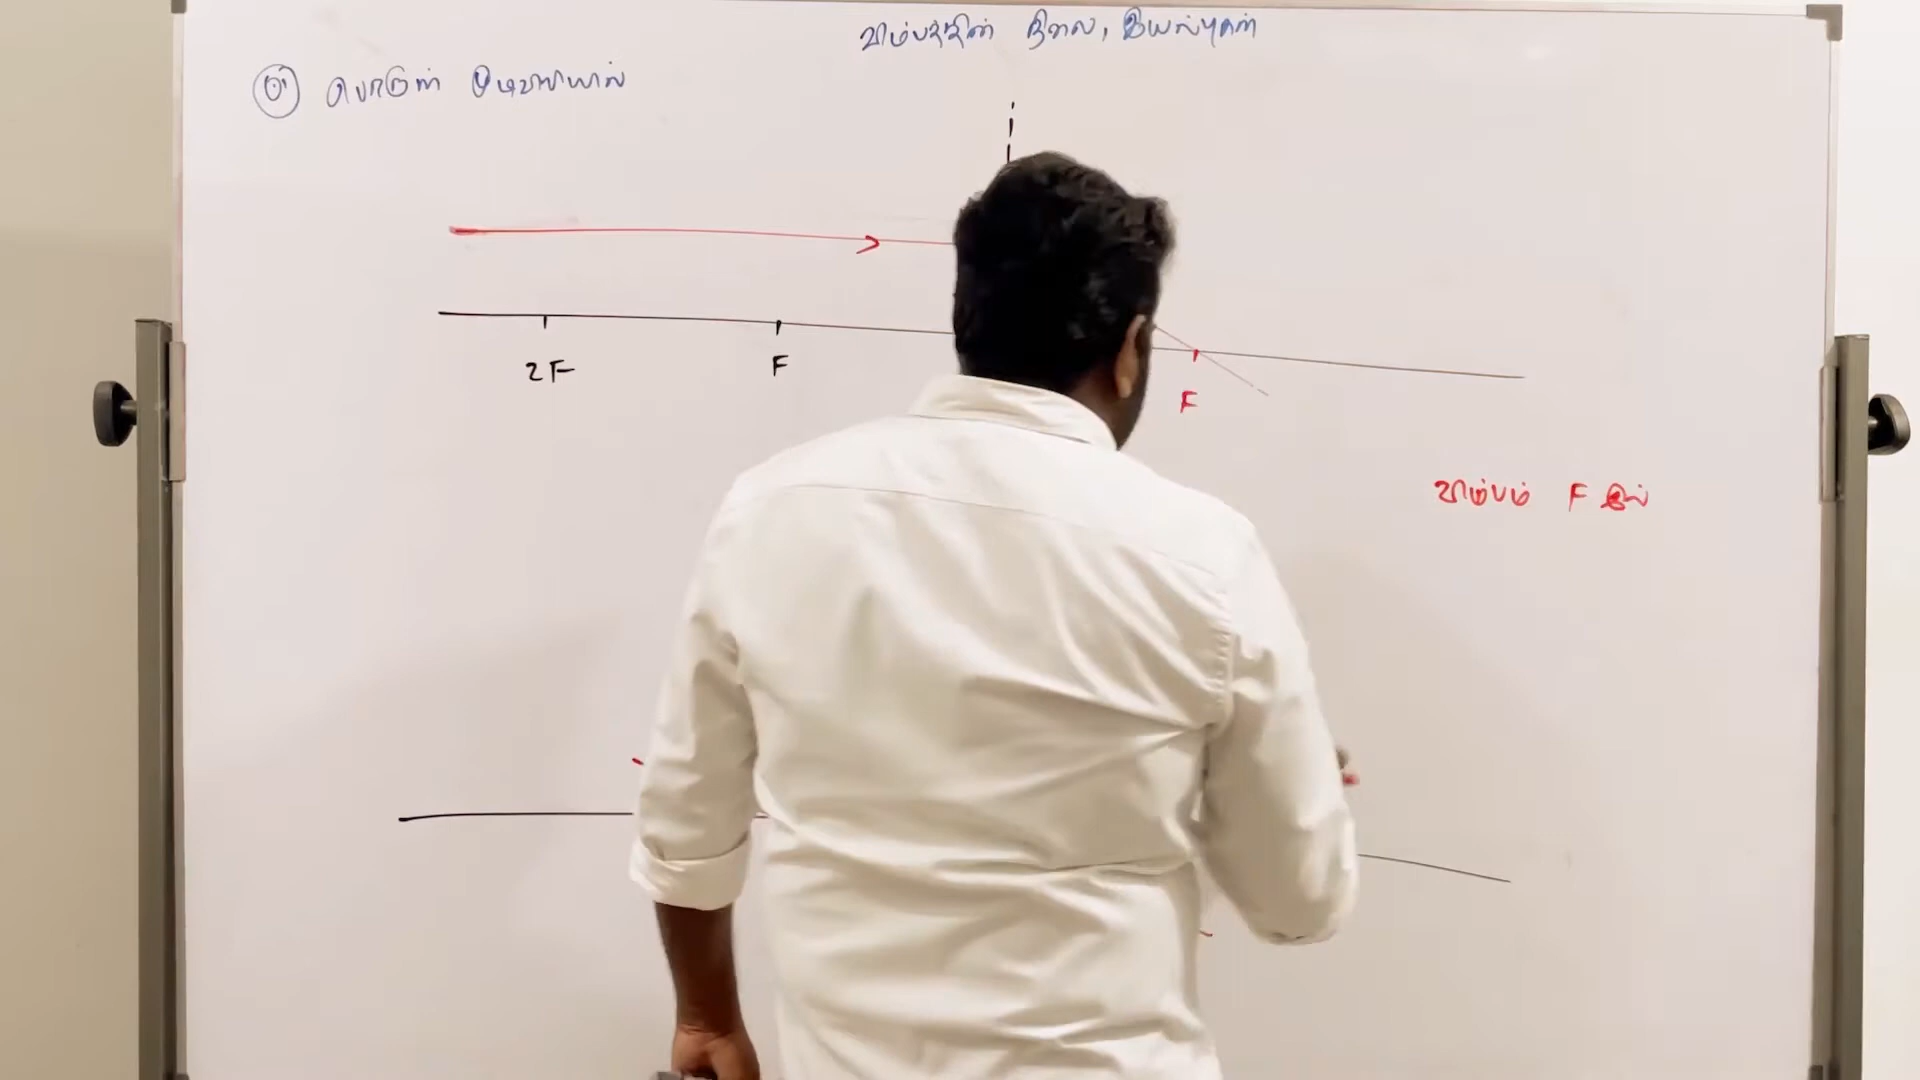 விம்பத்தின் நிலை, இயல்புகள்
பொருள் முடிவிலியில்
2F
F
F
விம்பம் F இல்